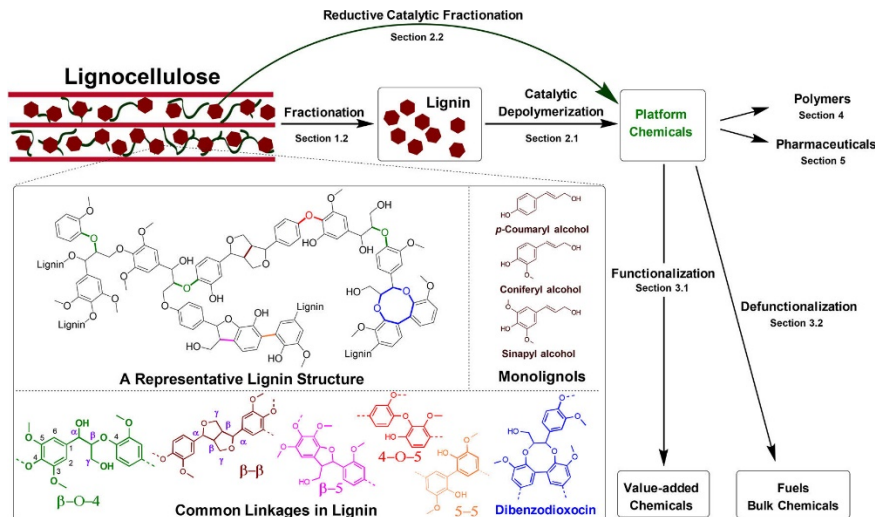 Reductive Catalytic Fractionation
Section 2.2
Lignocellulose
Fractionation
Section 1.2
Lignin
Catalytic
Depolymerization
Section 2.1
Platform
Chemicals
Polymers
Section 4
Pharmaceuticals
Section 5
Functionalization
Section 3.1
Defunctionalization
Section 3.2
Value-added
Chemicals
Fuels
Bulk Chemicals
Lignin
Lignin
Lignin
Lignin
A Representative Lignin Structure
p-Coumaryl alcohol
Coniferyl alcohol
Sinapyl alcohol
Monolignols
β-O-4
β-β
β-5
4-O-5
5-5
Dibenzodioxocin
Common Linkages in Lignin